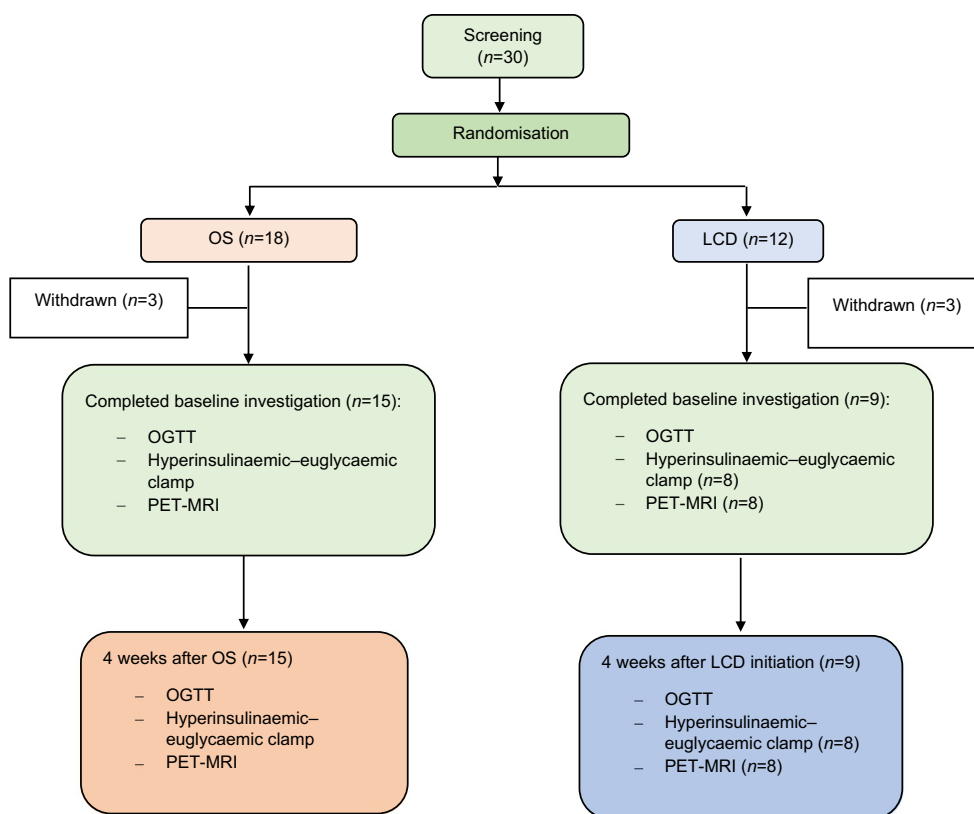 Screening
(n=30)
Randomisation
OS (n=18)
LCD (n=12)
Withdrawn (n=3)
Withdrawn (n=3)
Completed baseline investigation (n=15):
– OGTT
– Hyperinsulinaemic–euglycaemic
clamp
– PET-MRI
Completed baseline investigation (n=9):
– OGTT
– Hyperinsulinaemic–euglycaemic
clamp (n=8)
– PET-MRI (n=8)
4 weeks after OS (n=15)
– OGTT
– Hyperinsulinaemic–
euglycaemic clamp
– PET-MRI
4 weeks after LCD initiation (n=9)
– OGTT
– Hyperinsulinaemic–
euglycaemic clamp (n=8)
– PET-MRI (n=8)